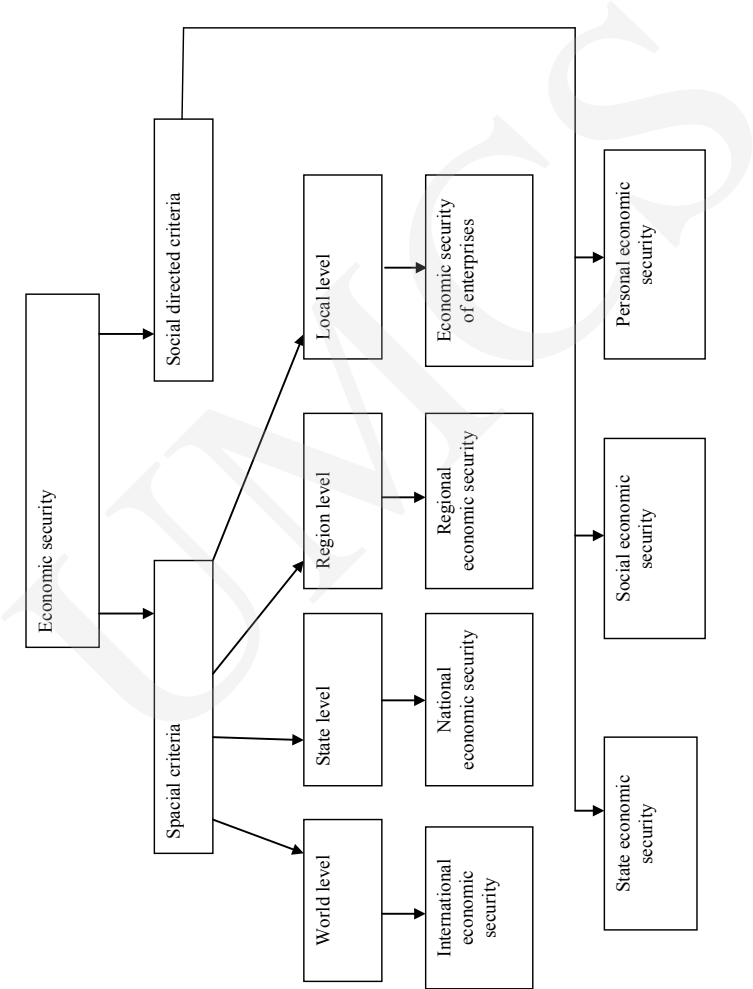 Economic security
Spacial criteria
Social directed criteria
World level
State level
Region level
Local level
International
economic
security
National
economic security
Regional
economic security
Economic security
of enterprises
State economic
security
Social economic
security
Personal economic
security
UMCS